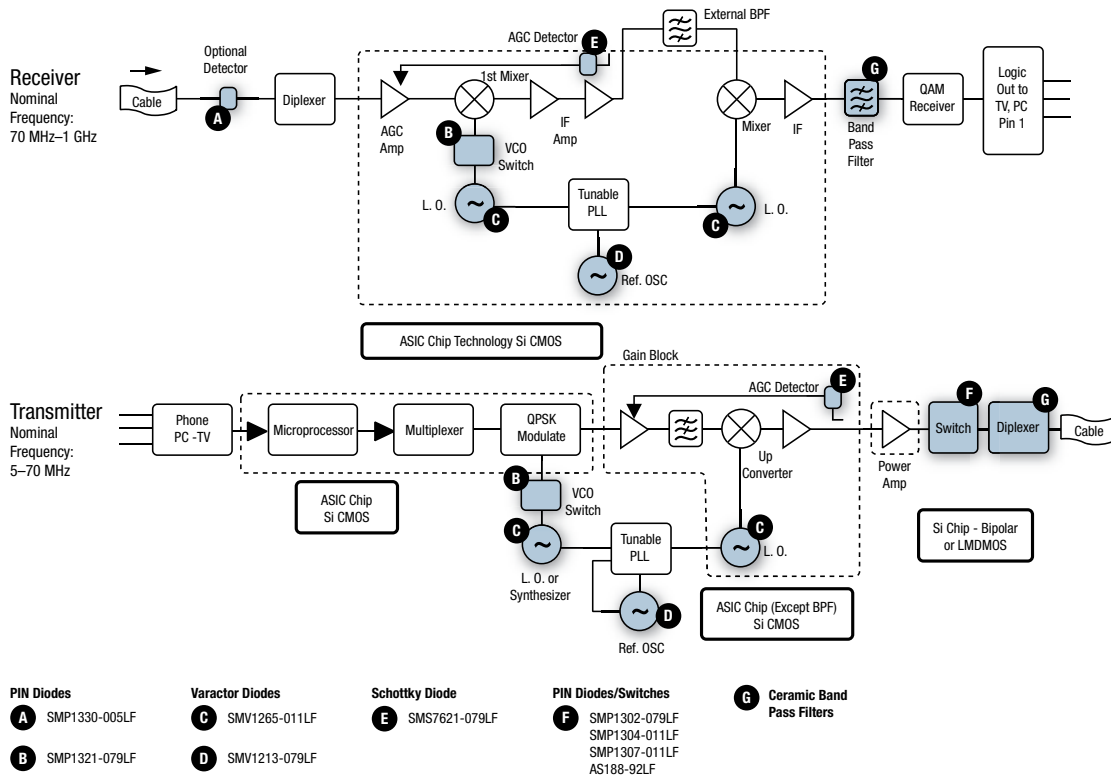 Receiver
Nominal
Frequency:
70 MHz–1 GHz
Cable
Optional
Detector
A
Diplexer
AGC
Amp
AGC Detector
E
1st Mixer
IF
Amp
External BPF
B
VCO
Switch
L. O.
C
Tunable
PLL
D
Ref. OSC
Mixer
L. O.
C
IF
G
Band
Pass
Filter
QAM
Receiver
Logic
Out to
TV, PC
Pin 1
ASIC Chip Technology Si CMOS
Transmitter
Nominal
Frequency:
5–70 MHz
Phone
PC -TV
Microprocessor
Multiplexer
QPSK
Modulate
ASIC Chip
Si CMOS
B
VCO
Switch
C
L. O. or
Synthesizer
Tunable
PLL
D
Ref. OSC
Gain Block
AGC Detector
E
Up
Converter
C
L. O.
ASIC Chip (Except BPF)
Si CMOS
Power
Amp
F
Switch
G
Diplexer
Cable
Si Chip - Bipolar
or LMDMOS
PIN Diodes
A SMP1330-005LF
B SMP1321-079LF
Varactor Diodes
C SMV1265-011LF
D SMV1213-079LF
Schottky Diode
E SMS7621-079LF
PIN Diodes/Switches
F SMP1302-079LF
SMP1304-011LF
SMP1307-011LF
AS188-92LF
G Ceramic Band
Pass Filters